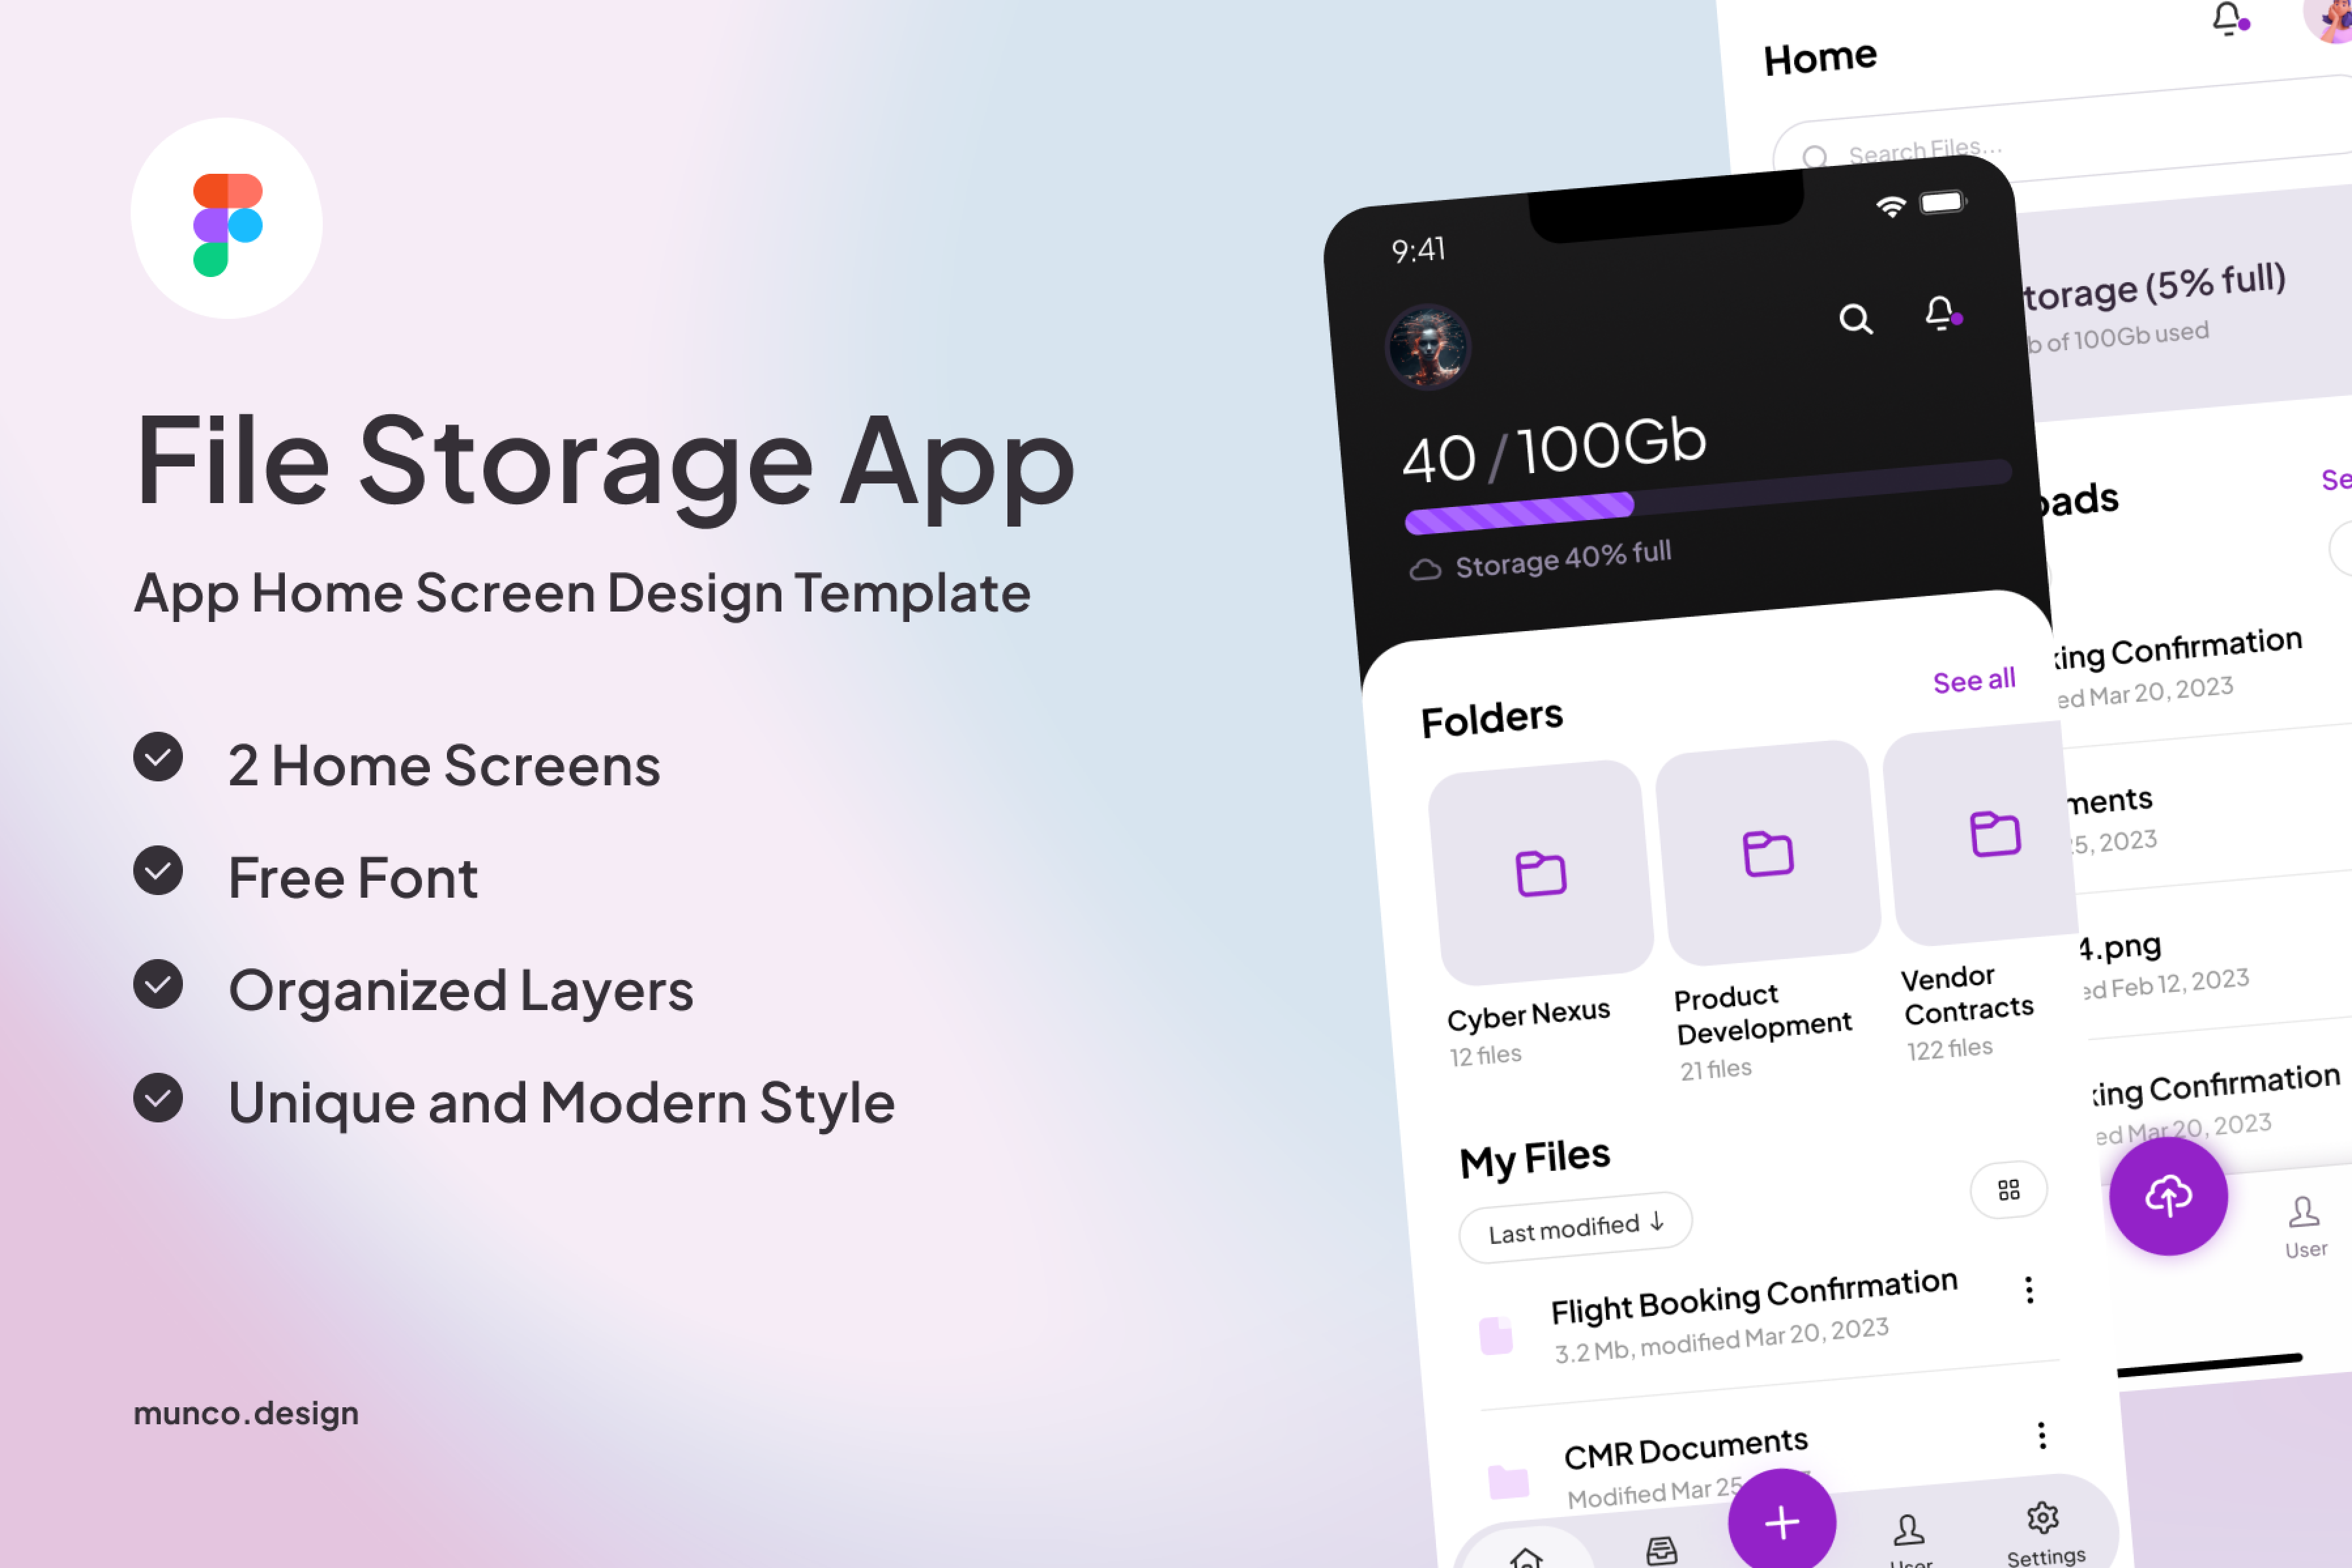 File Storage App
App Home Screen Design Template
2 Home Screens
Free Font
Organized Layers
Unique and Modern Style
munco.design
9:41
40/100Gb
Storage 40% full
Folders
See all
Cyber Nexus
12 files
Product
Development
21 files
Vendor
Contracts
122 files
My Files
Last modified ↓
Flight Booking Confirmation
3.2 Mb, modified Mar 20, 2023
CMR Documents
Modified Mar 25
User
Settings
Home
Search Files...
torage (5% full)
b of 100Gb used
oads
Se
king Confirmation
ed Mar 20, 2023
ments
25, 2023
4.png
ed Feb 12, 2023
king Confirmation
ed Mar 20, 2023
User